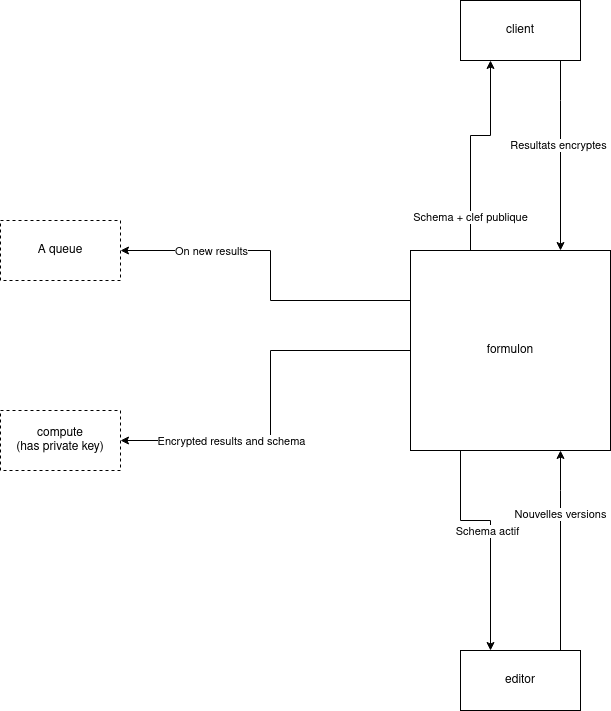 client
Resultats encryptes
Schema + clef publique
A queue
On new results
formulon
compute
(has private key)
Encrypted results and schema
Nouvelles versions
Schema actif
editor